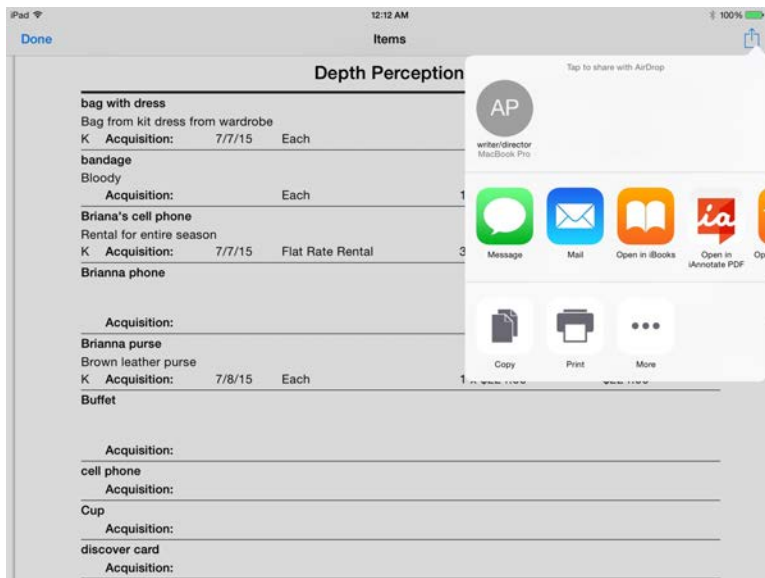 iPad 12:12 AM 100%
Done Items
Depth Perception
Tap to share with AirDrop
AP
writer/director
MacBook Pro
bag with dress
Bag from kit dress from wardrobe
K Acquisition: 7/7/15 Each
bandage
Bloody
Acquisition: Each 1
Briana's cell phone
Rental for entire season
K Acquisition: 7/7/15 Flat Rate Rental 3
Brianna phone
Acquisition:
Brianna purse
Brown leather purse
K Acquisition: 7/8/15 Each
Buffet
Acquisition:
cell phone
Acquisition:
Cup
Acquisition:
discover card
Acquisition:
ia
Message Mail Open in iBooks Open in
iAnnotate PDF
Copy Print More